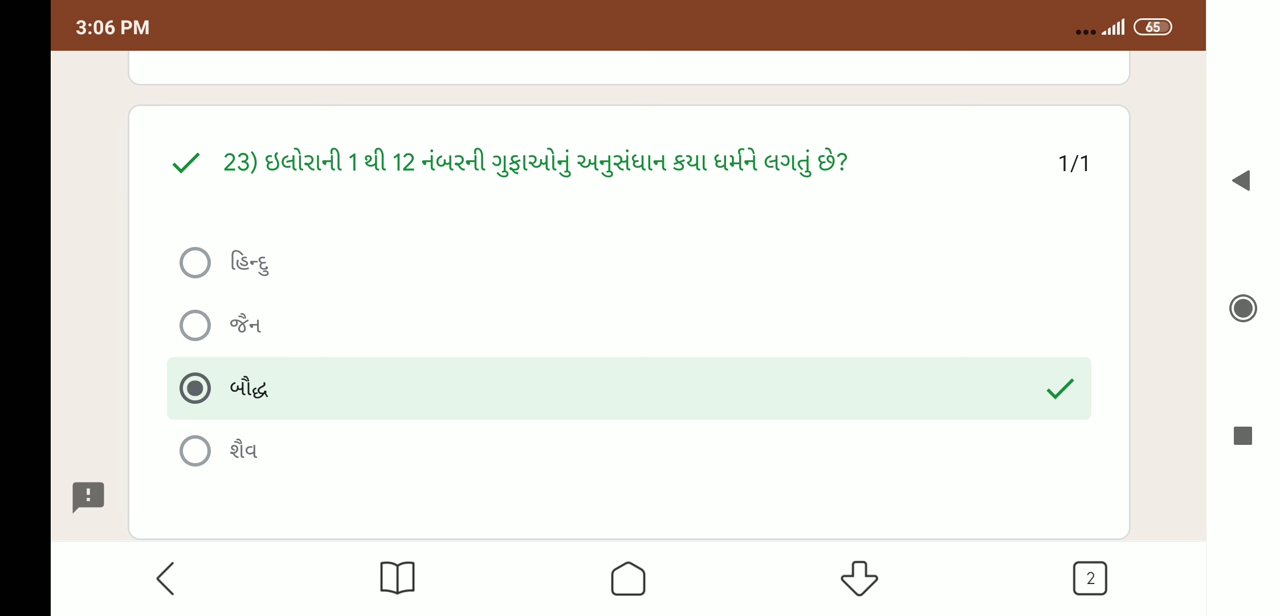 3:06 PM
65
23) ઇલોરાની 1 થી 12 નંબરની ગુફાઓનું અનુસંધાન કયા ધર્મને લગતું છે?
1/1
હિન્દુ
જૈન
બૌદ્ધ
શૈવ
2